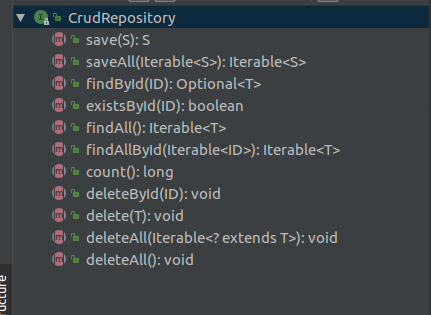 CrudRepository
save(S): S
saveAll(Iterable<S>): Iterable<S>
findById(ID): Optional<T>
existsById(ID): boolean
findAll(): Iterable<T>
findAllById(Iterable<ID>): Iterable<T>
count(): long
deleteById(ID): void
delete(T): void
deleteAll(Iterable<? extends T>): void
deleteAll(): void
ucture